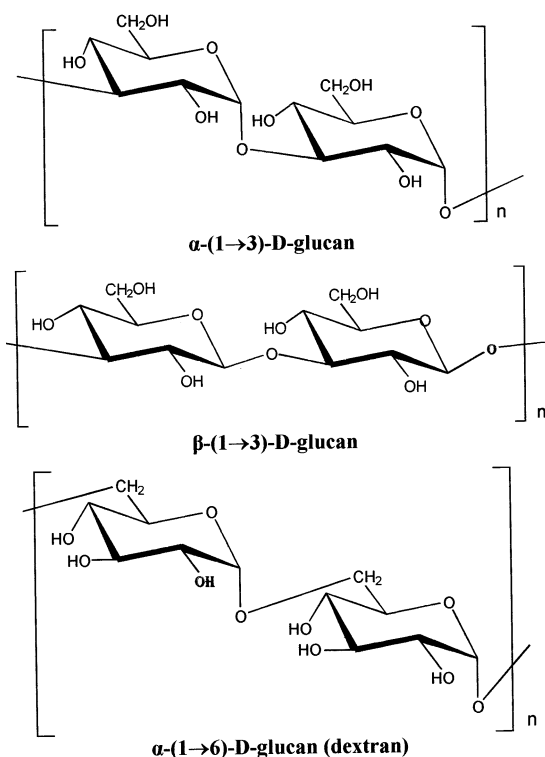 CH₂OH
O
HO
OH
CH₂OH
O
HO
O
OH
O
n
α-(1→3)-D-glucan
CH₂OH
O
HO
OH
O
CH₂OH
O
HO
OH
O
n
β-(1→3)-D-glucan
CH₂
O
HO
HO
OH
O
CH₂
O
HO
HO
HO
O
n
α-(1→6)-D-glucan (dextran)